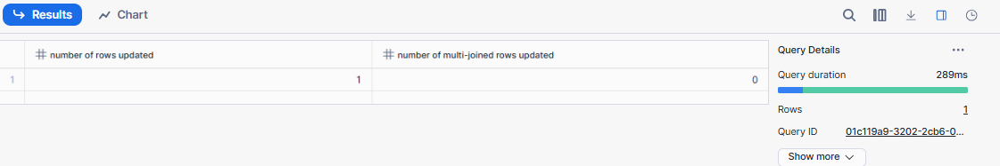 Results Chart
number of rows updated number of multi-joined rows updated
1 1 0
Query Details ...
Query duration 289ms
Rows 1
Query ID 01c119a9-3202-2cb6-0...
Show more